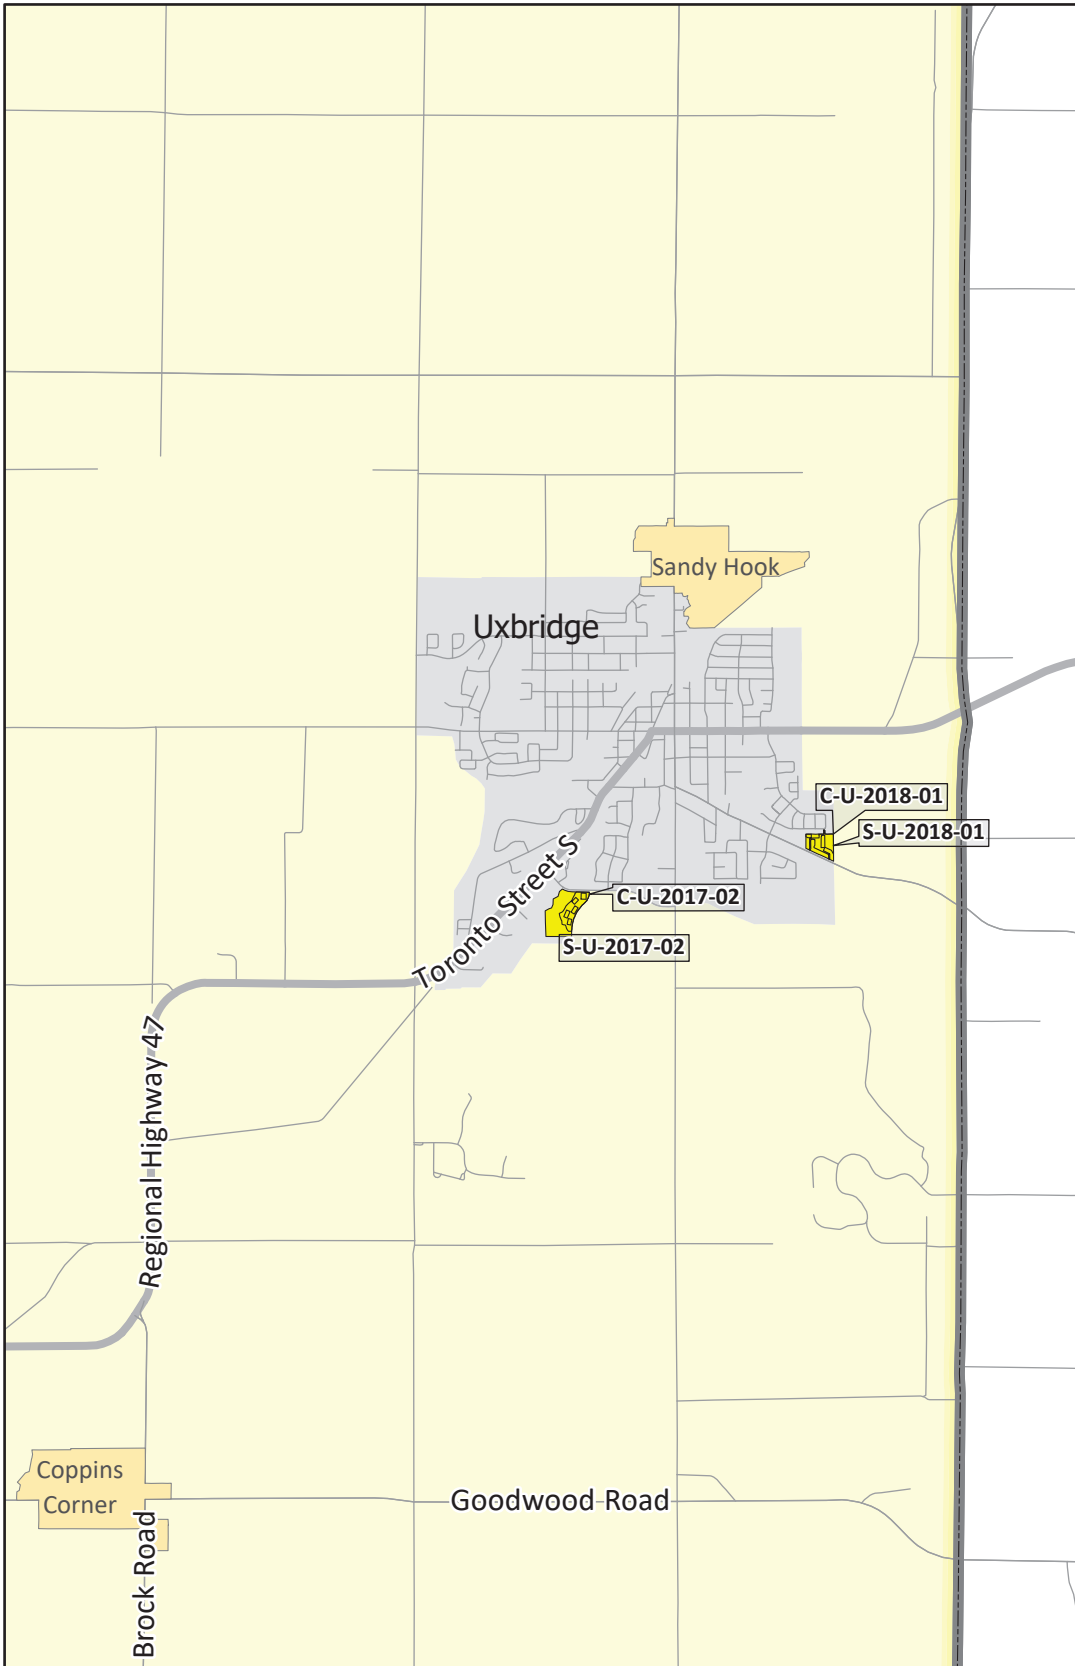 Sandy Hook
Uxbridge
C-U-2018-01
S-U-2018-01
Toronto Street S
C-U-2017-02
S-U-2017-02
Regional Highway 47
Coppins
Corner
Goodwood Road
Brock Road